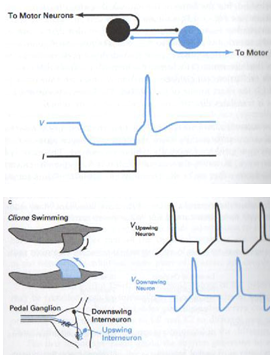 To Motor Neurons
To Motor
V
I
c
Clione Swimming
V Upswing
Neuron
V Downswing
Neuron
Pedal Ganglion
Downswing
Interneuron
Upswing
Interneuron